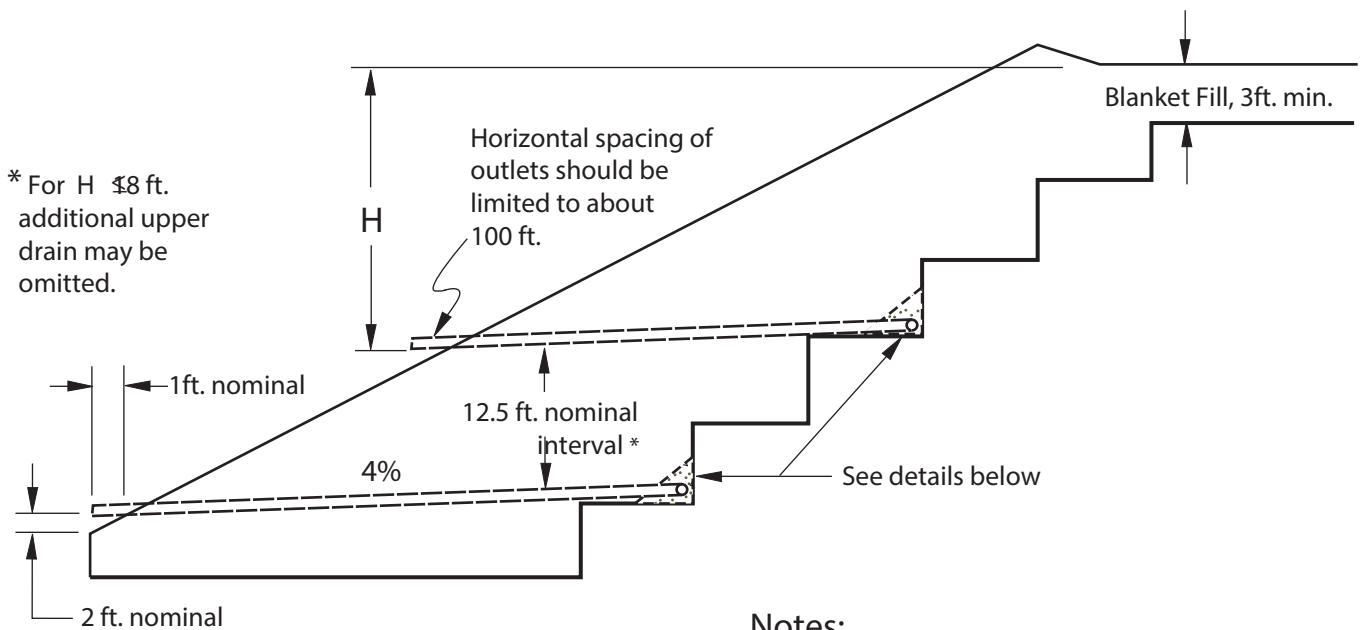 Blanket Fill, 3ft. min.
Horizontal spacing of
outlets should be
limited to about
100 ft.
H
* For H ≤8 ft.
additional upper
drain may be
omitted.
1ft. nominal
12.5 ft. nominal
interval *
4%
See details below
2 ft. nominal
Notes: